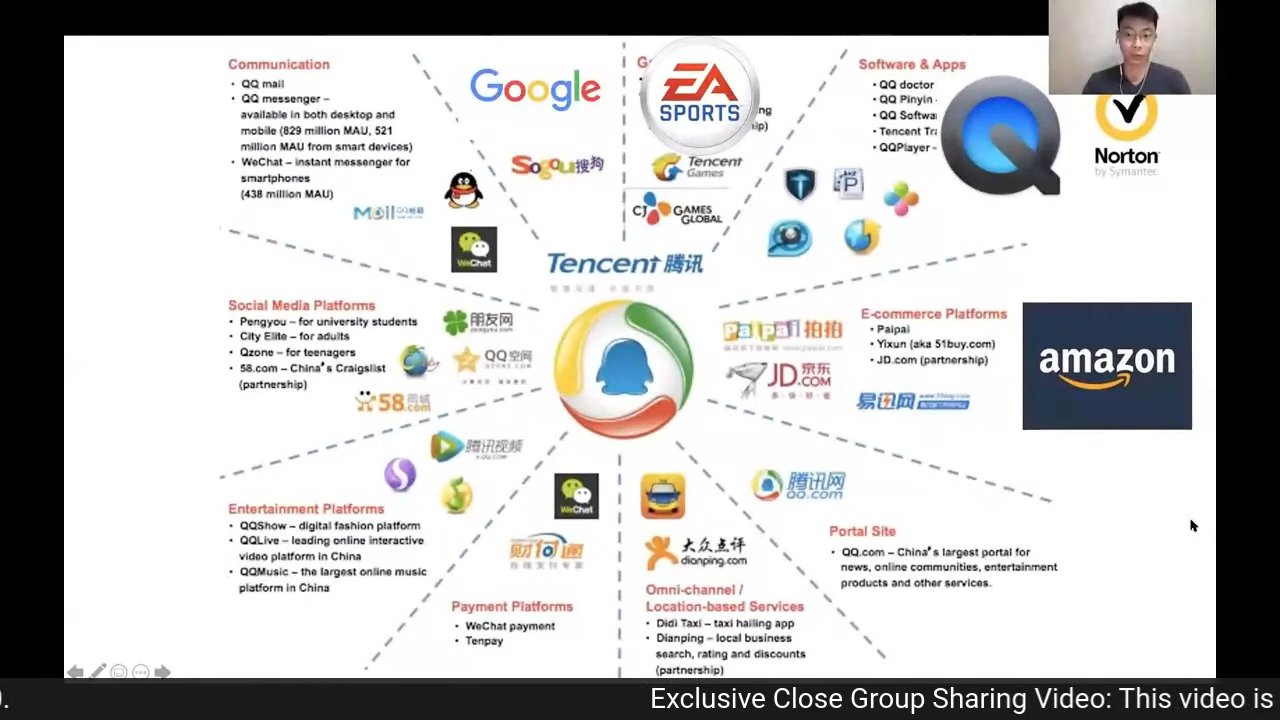 Communication
• QQ mail
• QQ messenger –
available in both desktop and
mobile (829 million MAU, 521
million MAU from smart devices)
• WeChat – instant messenger for
smartphones
(438 million MAU)
Mail
WeChat
Google
Sogou搜狗
EA
SPORTS
Tencent
Games
CJ GAMES
GLOBAL
Software & Apps
• QQ doctor
• QQ Pinyin
• QQ Softwa
• Tencent Tr
• QQPlayer –
Norton
by Symantec
Tencent 腾讯
Social Media Platforms
• Pengyou – for university students
• City Elite – for adults
• Qzone – for teenagers
• 58.com – China's Craigslist
(partnership)
朋友网
QQ空间
58同城
.com
PaiPai 拍拍
JD.京东
.COM
E-commerce Platforms
• Paipai
• Yixun (aka 51buy.com)
• JD.com (partnership)
易迅网
amazon
腾讯视频
Entertainment Platforms
• QQShow – digital fashion platform
• QQLive – leading online interactive
video platform in China
• QQMusic – the largest online music
platform in China
WeChat
财付通
在线支付专家
Payment Platforms
• WeChat payment
• Tenpay
大众点评
dianping.com
Omni-channel /
Location-based Services
• Didi Taxi – taxi hailing app
• Dianping – local business
search, rating and discounts
(partnership)
腾讯网
QQ.com
Portal Site
• QQ.com – China's largest portal for
news, online communities, entertainment
products and other services.
Exclusive Close Group Sharing Video: This video is